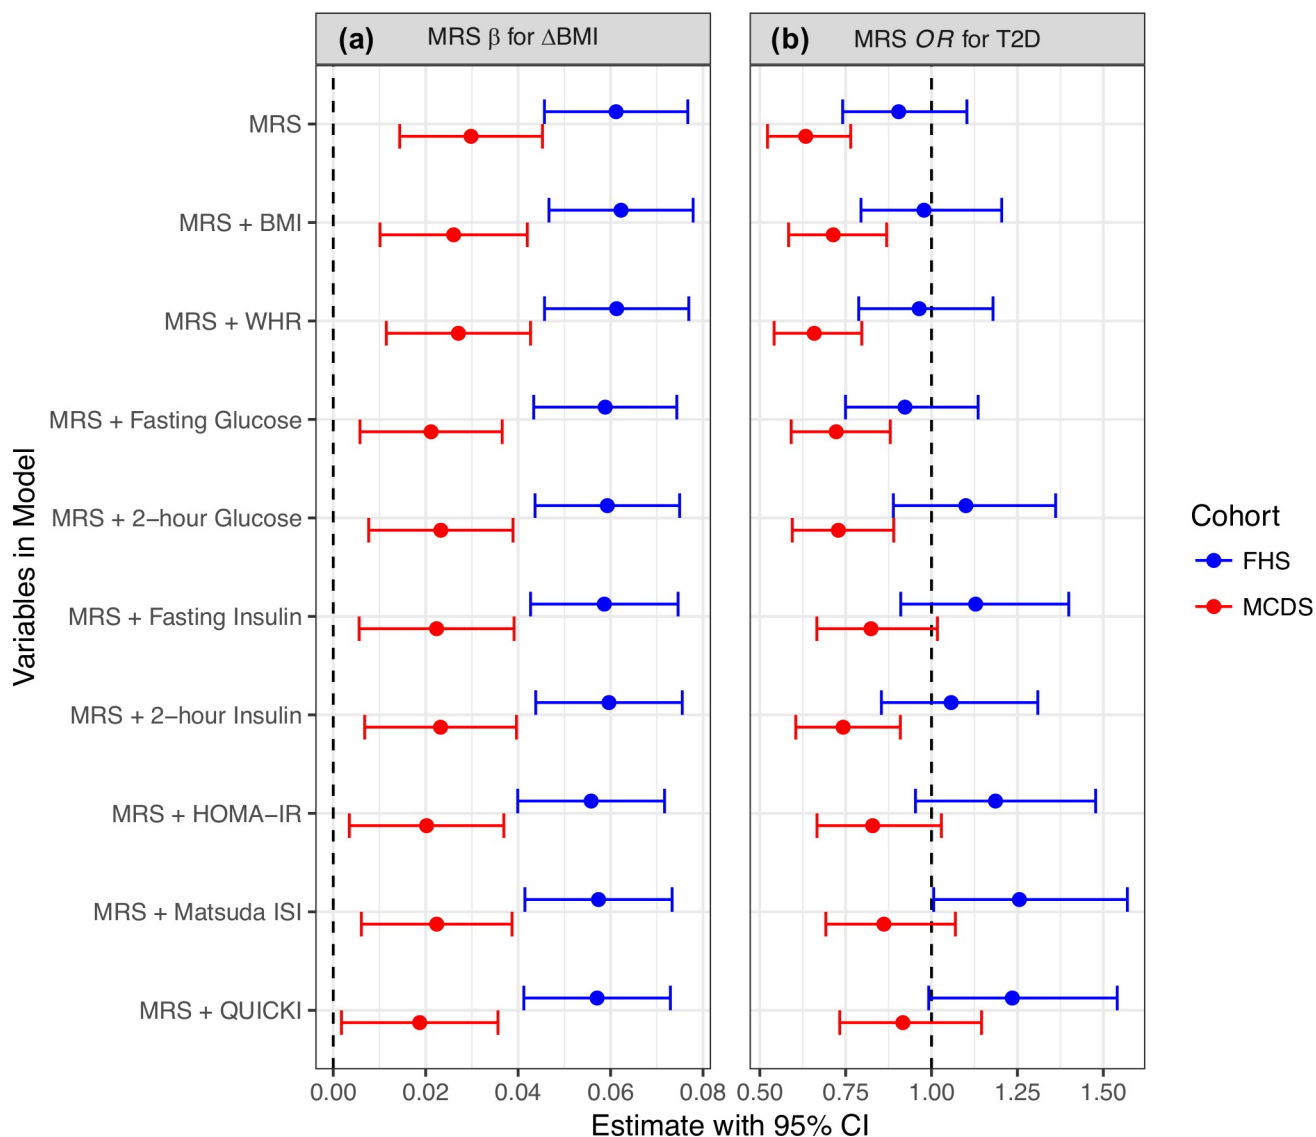 (a) MRS β for ΔBMI
(b) MRS OR for T2D
MRS
MRS + BMI
MRS + WHR
MRS + Fasting Glucose
MRS + 2−hour Glucose
MRS + Fasting Insulin
MRS + 2−hour Insulin
MRS + HOMA−IR
MRS + Matsuda ISI
MRS + QUICKI
Variables in Model
0.00 0.02 0.04 0.06 0.08
0.50 0.75 1.00 1.25 1.50
Estimate with 95% CI
Cohort
FHS
MCDS